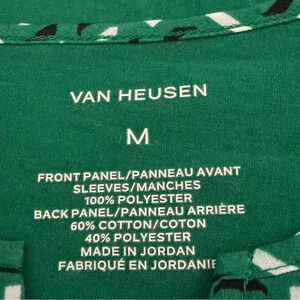 VAN HEUSEN
M
FRONT PANEL/PANNEAU AVANT
SLEEVES/MANCHES
100% POLYESTER
BACK PANEL/PANNEAU ARRIÈRE
60% COTTON/COTON
40% POLYESTER
MADE IN JORDAN
FABRIQUÉ EN JORDANIE